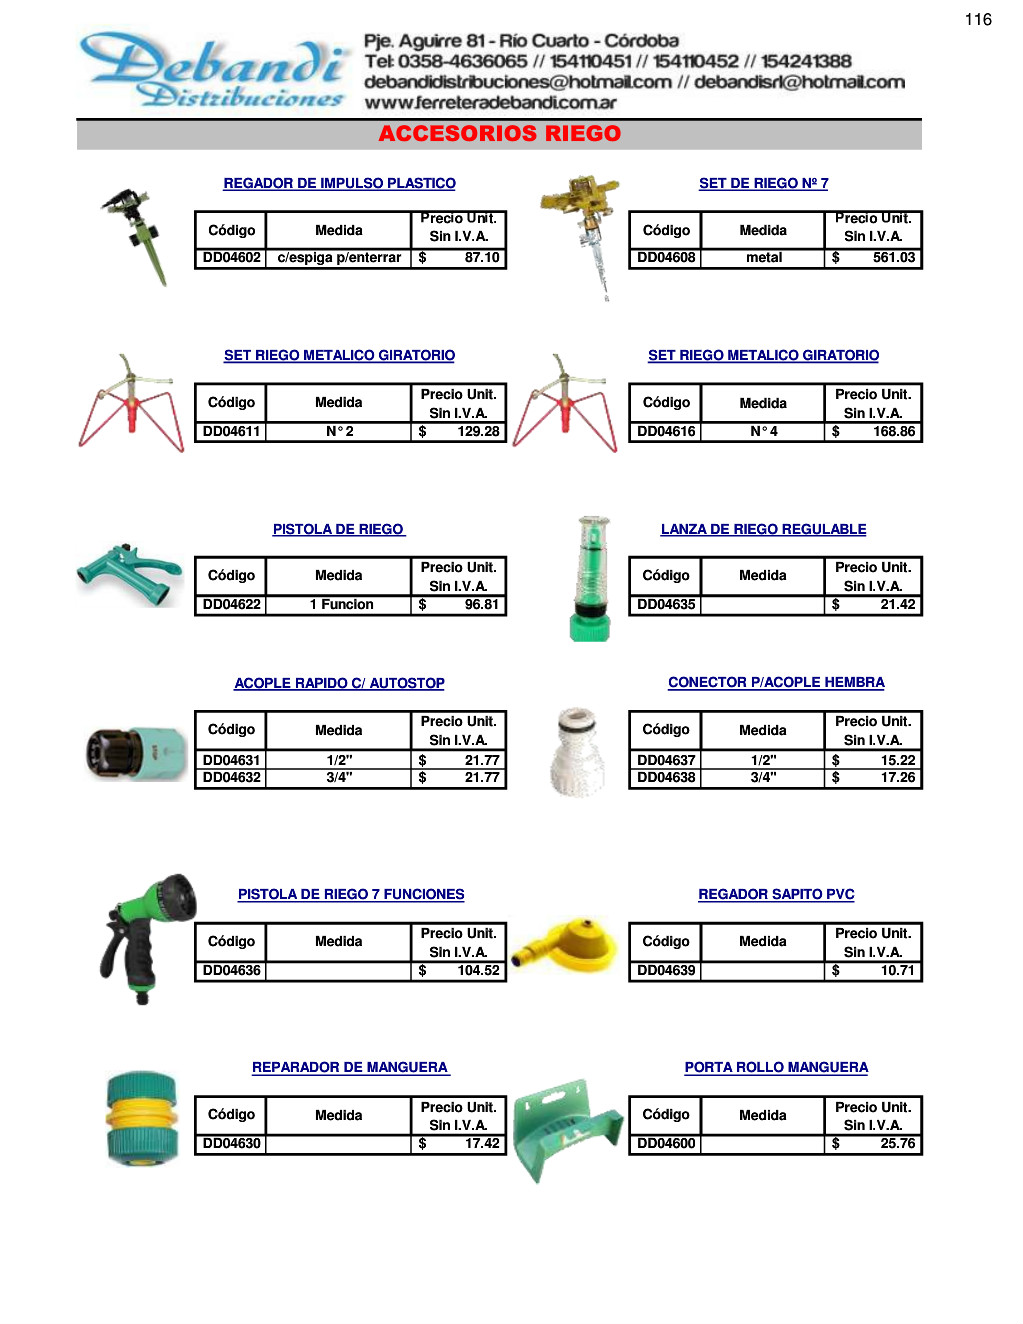 116
Debandi
Distribuciones
Pje. Aguirre 81 - Río Cuarto - Córdoba
Tel: 0358-4636065 // 154110451 // 154110452 // 154241388
debandidistribuciones@hotmail.com // debandisrl@hotmail.com
www.ferreteradebandi.com.ar
ACCESORIOS RIEGO
REGADOR DE IMPULSO PLASTICO
Código Medida Precio Unit. Sin I.V.A.
DD04602 c/espiga p/enterrar $ 87.10
SET DE RIEGO Nº 7
Código Medida Precio Unit. Sin I.V.A.
DD04608 metal $ 561.03
SET RIEGO METALICO GIRATORIO
Código Medida Precio Unit. Sin I.V.A.
DD04611 N° 2 $ 129.28
SET RIEGO METALICO GIRATORIO
Código Medida Precio Unit. Sin I.V.A.
DD04616 N° 4 $ 168.86
PISTOLA DE RIEGO
Código Medida Precio Unit. Sin I.V.A.
DD04622 1 Funcion $ 96.81
LANZA DE RIEGO REGULABLE
Código Medida Precio Unit. Sin I.V.A.
DD04635 $ 21.42
ACOPLE RAPIDO C/ AUTOSTOP
Código Medida Precio Unit. Sin I.V.A.
DD04631 1/2" $ 21.77
DD04632 3/4" $ 21.77
CONECTOR P/ACOPLE HEMBRA
Código Medida Precio Unit. Sin I.V.A.
DD04637 1/2" $ 15.22
DD04638 3/4" $ 17.26
PISTOLA DE RIEGO 7 FUNCIONES
Código Medida Precio Unit. Sin I.V.A.
DD04636 $ 104.52
REGADOR SAPITO PVC
Código Medida Precio Unit. Sin I.V.A.
DD04639 $ 10.71
REPARADOR DE MANGUERA
Código Medida Precio Unit. Sin I.V.A.
DD04630 $ 17.42
PORTA ROLLO MANGUERA
Código Medida Precio Unit. Sin I.V.A.
DD04600 $ 25.76